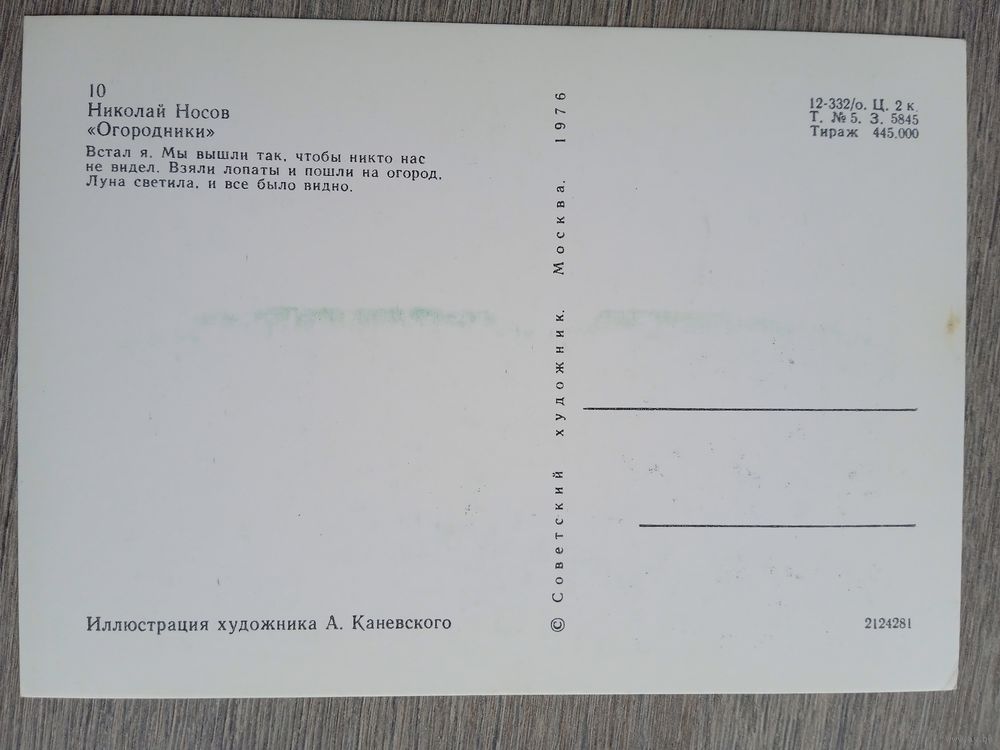 10
Николай Носов
«Огородники»
Встал я. Мы вышли так, чтобы никто нас
не видел. Взяли лопаты и пошли на огород.
Луна светила, и все было видно.
Иллюстрация художника А. Каневского
© Советский художник. Москва. 1976
12-332/о. Ц. 2 к.
Т. № 5. З. 5845
Тираж 445.000
2124281